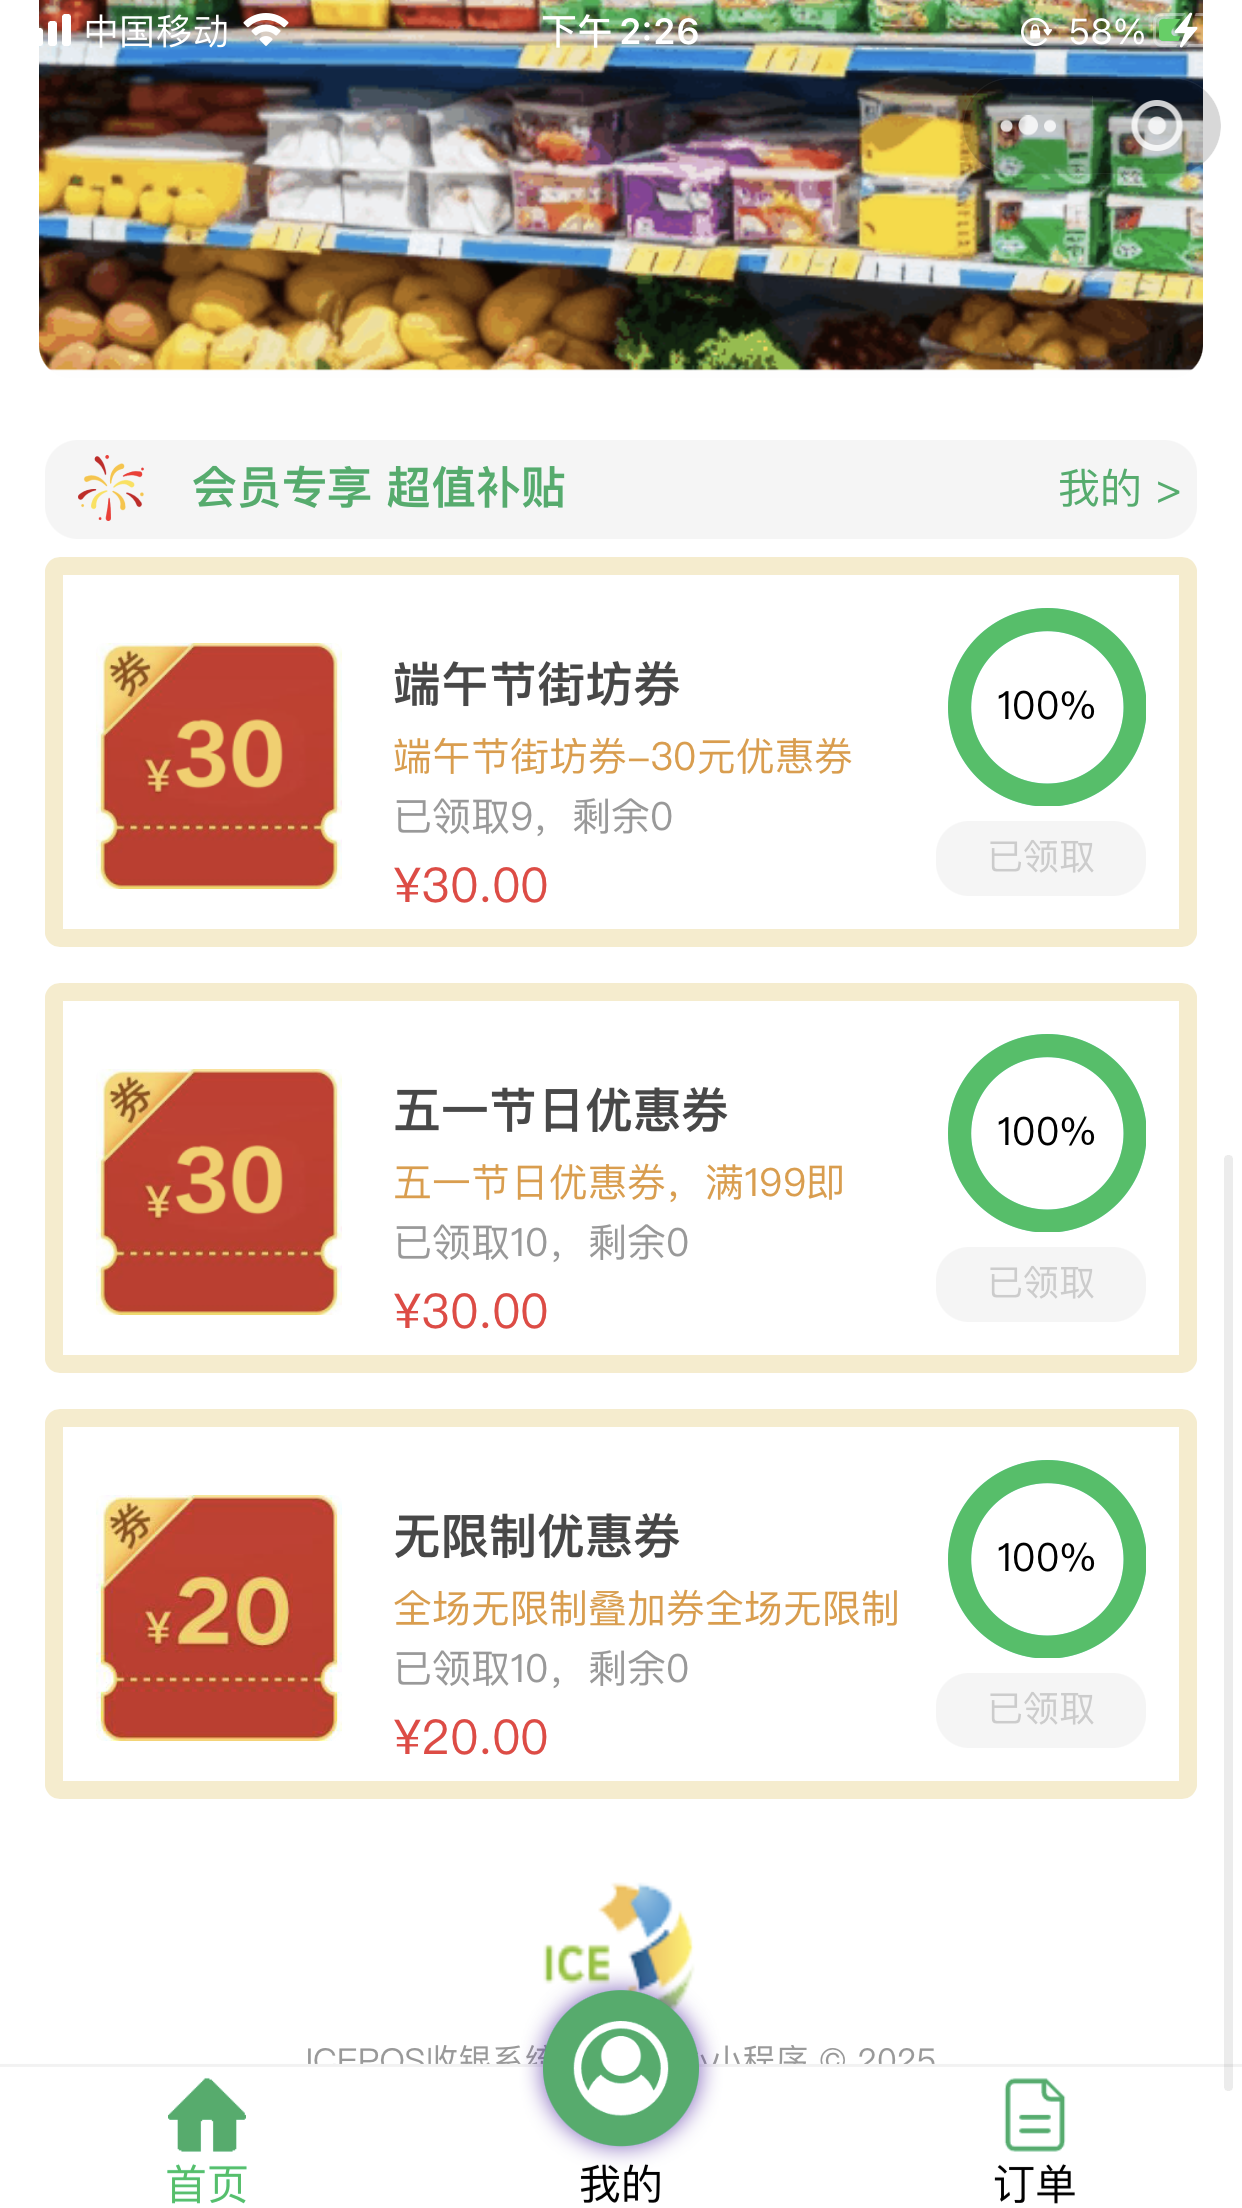 中国移动
下午2:26
58%
会员专享 超值补贴
我的 >
券
¥30
端午节街坊券
端午节街坊券-30元优惠券
已领取9，剩余0
¥30.00
100%
已领取
券
¥30
五一节日优惠券
五一节日优惠券，满199即
已领取10，剩余0
¥30.00
100%
已领取
券
¥20
无限制优惠券
全场无限制叠加券全场无限制
已领取10，剩余0
¥20.00
100%
已领取
ICE
ICEPOS收银系统 小程序 © 2025
首页
我的
订单